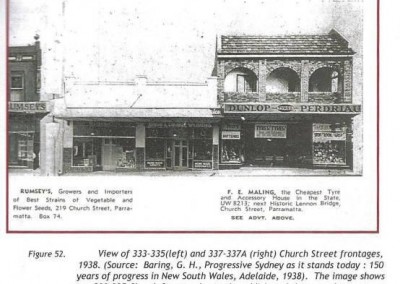 RUMSEY'S
DUNLOP PERDRIAU
RUMSEY'S, Growers and Importers
of Best Strains of Vegetable and
Flower Seeds, 219 Church Street, Parra-
matta. Box 74.
F. E. MALING, the Cheapest Tyre
and Accessory House in the State,
UW 8213; next Historic Lennox Bridge,
Church Street, Parramatta.
SEE ADVT. ABOVE.
Figure 52. View of 333-335(left) and 337-337A (right) Church Street frontages,
1938. (Source: Baring, G. H., Progressive Sydney as it stands today : 150
years of progress in New South Wales, Adelaide, 1938). The image shows